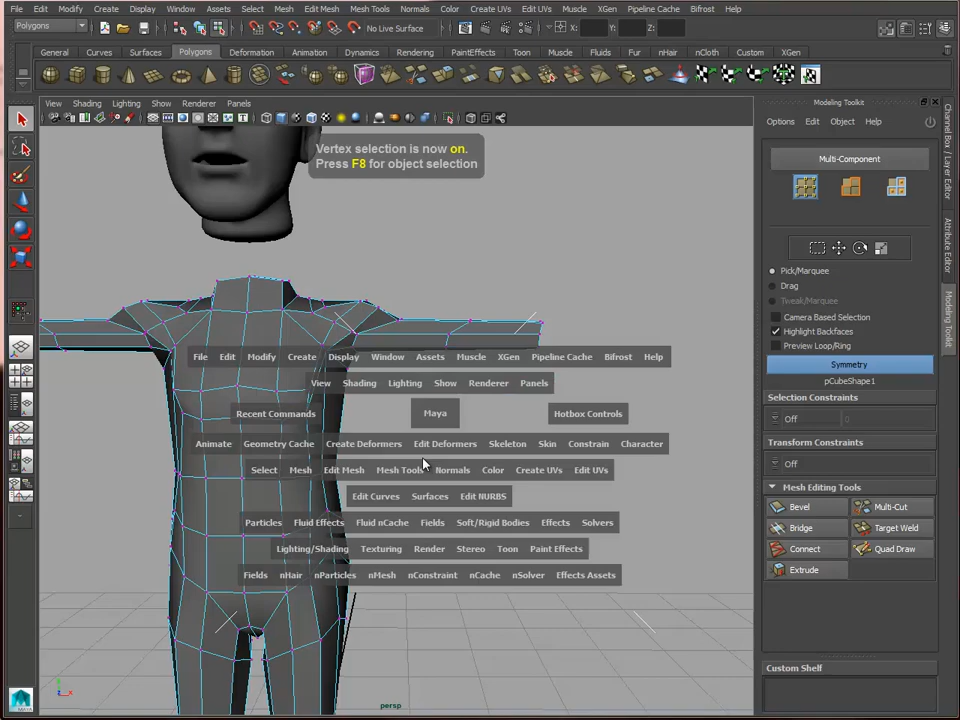 File Edit Modify Create Display Window Assets Select Mesh Edit Mesh Mesh Tools Normals Color Create UVs Edit UVs Muscle XGen Pipeline Cache Bifrost Help
Polygons No Live Surface X: Y: Z:
General Curves Surfaces Polygons Deformation Animation Dynamics Rendering PaintEffects Toon Muscle Fluids Fur nHair nCloth Custom XGen
View Shading Lighting Show Renderer Panels
Modeling Toolkit
Options Edit Object Help
Vertex selection is now on.
Press F8 for object selection
Multi-Component
Pick/Marquee
Drag
Tweak/Marquee
Camera Based Selection
Highlight Backfaces
Preview Loop/Ring
Symmetry
pCubeShape1
Selection Constraints
Off 0
Transform Constraints
Off
Mesh Editing Tools
Bevel Multi-Cut
Bridge Target Weld
Connect Quad Draw
Extrude
Custom Shelf
Channel Box / Layer Editor
Attribute Editor
Modeling Toolkit
File Edit Modify Create Display Window Assets Muscle XGen Pipeline Cache Bifrost Help
View Shading Lighting Show Renderer Panels
Recent Commands Maya Hotbox Controls
Animate Geometry Cache Create Deformers Edit Deformers Skeleton Skin Constrain Character
Select Mesh Edit Mesh Mesh Tools Normals Color Create UVs Edit UVs
Edit Curves Surfaces Edit NURBS
Particles Fluid Effects Fluid nCache Fields Soft/Rigid Bodies Effects Solvers
Lighting/Shading Texturing Render Stereo Toon Paint Effects
Fields nHair nParticles nMesh nConstraint nCache nSolver Effects Assets
persp
y
z x
MAYA